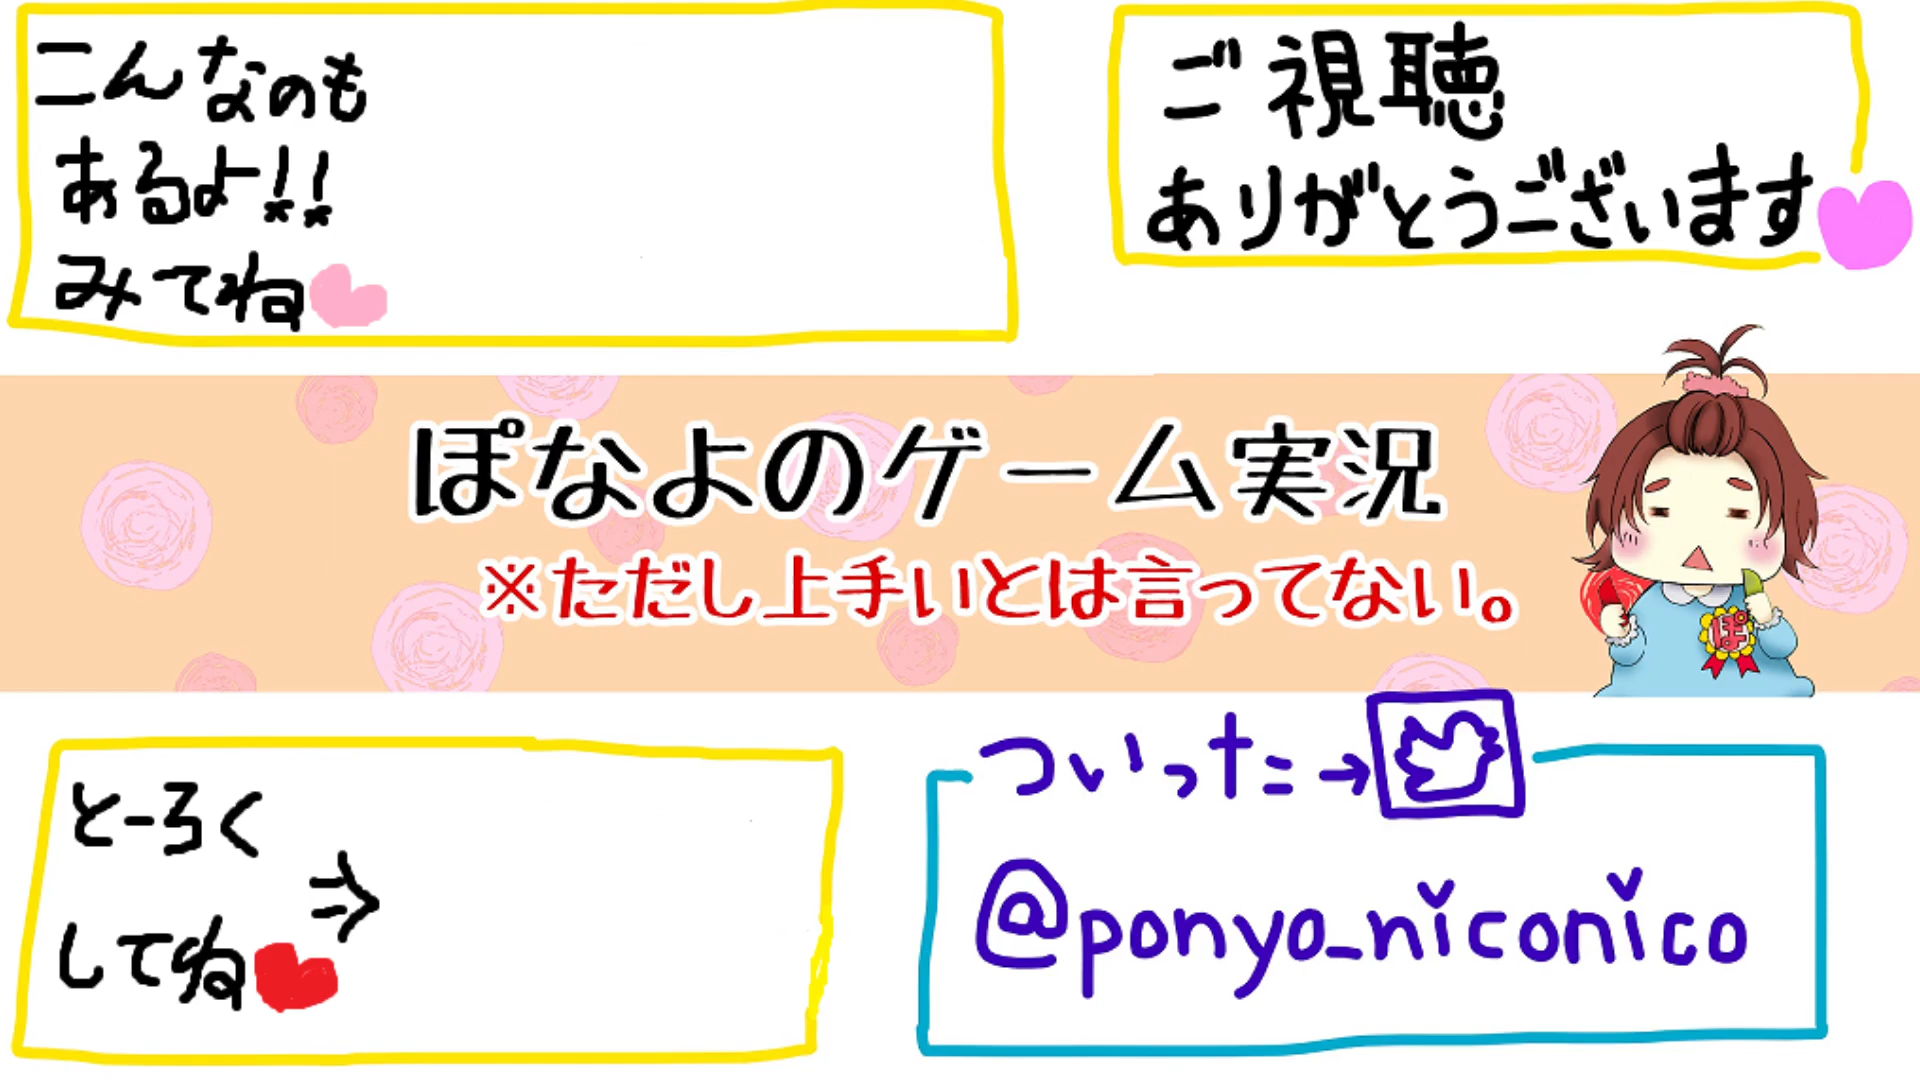 こんなのも
あるよ!!
みてね
ご視聴
ありがとうございます
ぽなよのゲーム実況
※ただし上手いとは言ってない。
ぽ
とーろく
してね⇒
ついった→
@ponyo_niconico